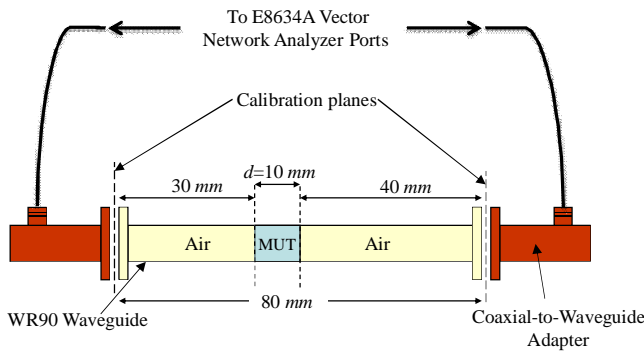 To E8634A Vector
Network Analyzer Ports
Calibration planes
d=10 mm
30 mm
40 mm
Air
MUT
Air
80 mm
WR90 Waveguide
Coaxial-to-Waveguide
Adapter